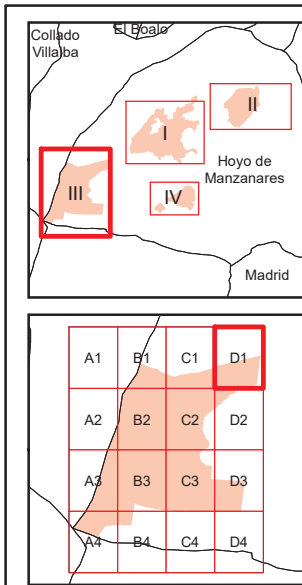 Collado
Villalba
El Boalo
I
II
III
IV
Hoyo de
Manzanares
Madrid
A1 B1 C1 D1
A2 B2 C2 D2
A3 B3 C3 D3
A4 B4 C4 D4